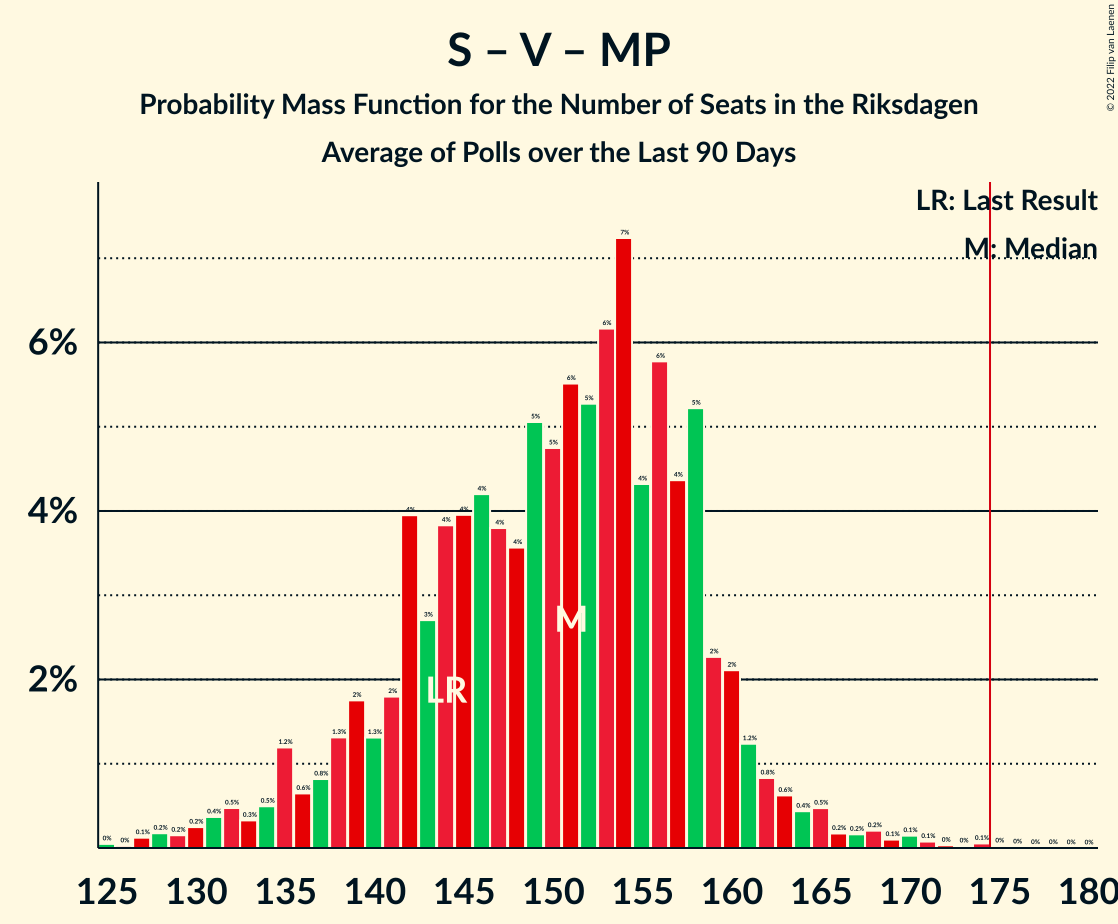 S – V – MP
Probability Mass Function for the Number of Seats in the Riksdagen
Average of Polls over the Last 90 Days
© 2022 Filip van Laenen
LR: Last Result
M: Median
6%
4%
2%
0% 0% 0.1% 0.2% 0.2% 0.2% 0.4% 0.5% 0.3% 0.5% 1.2% 0.6% 0.8% 1.3% 2% 1.3% 2% 4% 3% 4% 4% 4% 4% 4% 5% 5% 6% 5% 6% 7% 4% 6% 4% 5% 2% 2% 1.2% 0.8% 0.6% 0.4% 0.5% 0.2% 0.2% 0.2% 0.1% 0.1% 0.1% 0% 0% 0.1% 0% 0% 0% 0% 0% 0%
M
LR
125 130 135 140 145 150 155 160 165 170 175 180